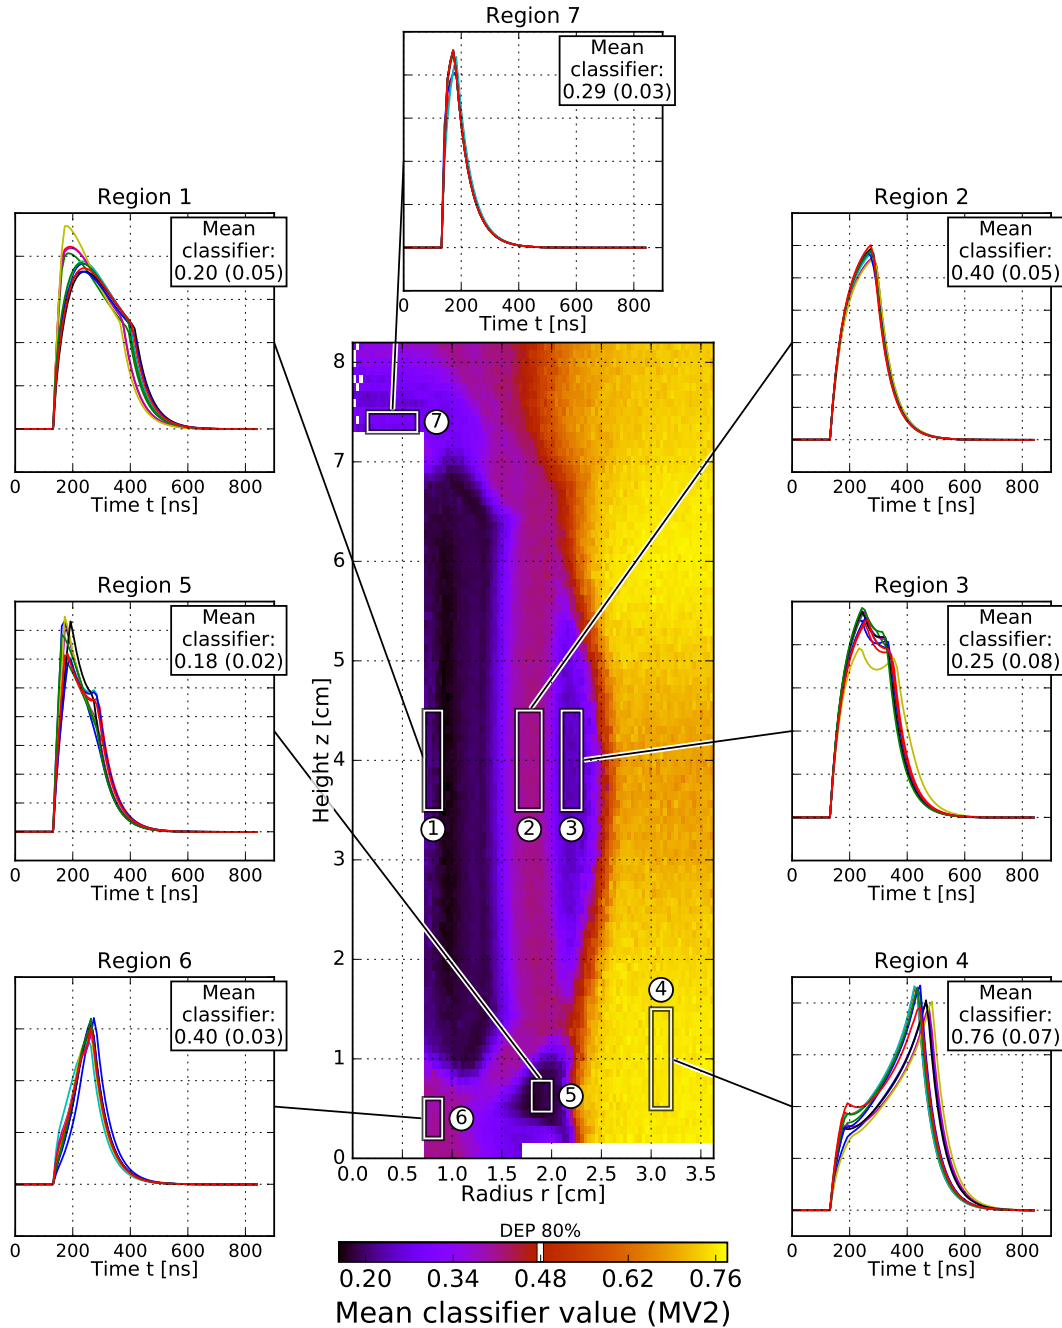 Region 7
Mean
classifier:
0.29 (0.03)
0 200 400 600 800
Time t [ns]
Region 1
Mean
classifier:
0.20 (0.05)
0 200 400 600 800
Time t [ns]
Region 2
Mean
classifier:
0.40 (0.05)
0 200 400 600 800
Time t [ns]
Region 5
Mean
classifier:
0.18 (0.02)
0 200 400 600 800
Time t [ns]
Region 3
Mean
classifier:
0.25 (0.08)
0 200 400 600 800
Time t [ns]
Region 6
Mean
classifier:
0.40 (0.03)
0 200 400 600 800
Time t [ns]
Region 4
Mean
classifier:
0.76 (0.07)
0 200 400 600 800
Time t [ns]
Height z [cm]
8
7
6
5
4
3
2
1
0
7
1
2
3
4
5
6
0.0 0.5 1.0 1.5 2.0 2.5 3.0 3.5
Radius r [cm]
DEP 80%
0.20 0.34 0.48 0.62 0.76
Mean classifier value (MV2)